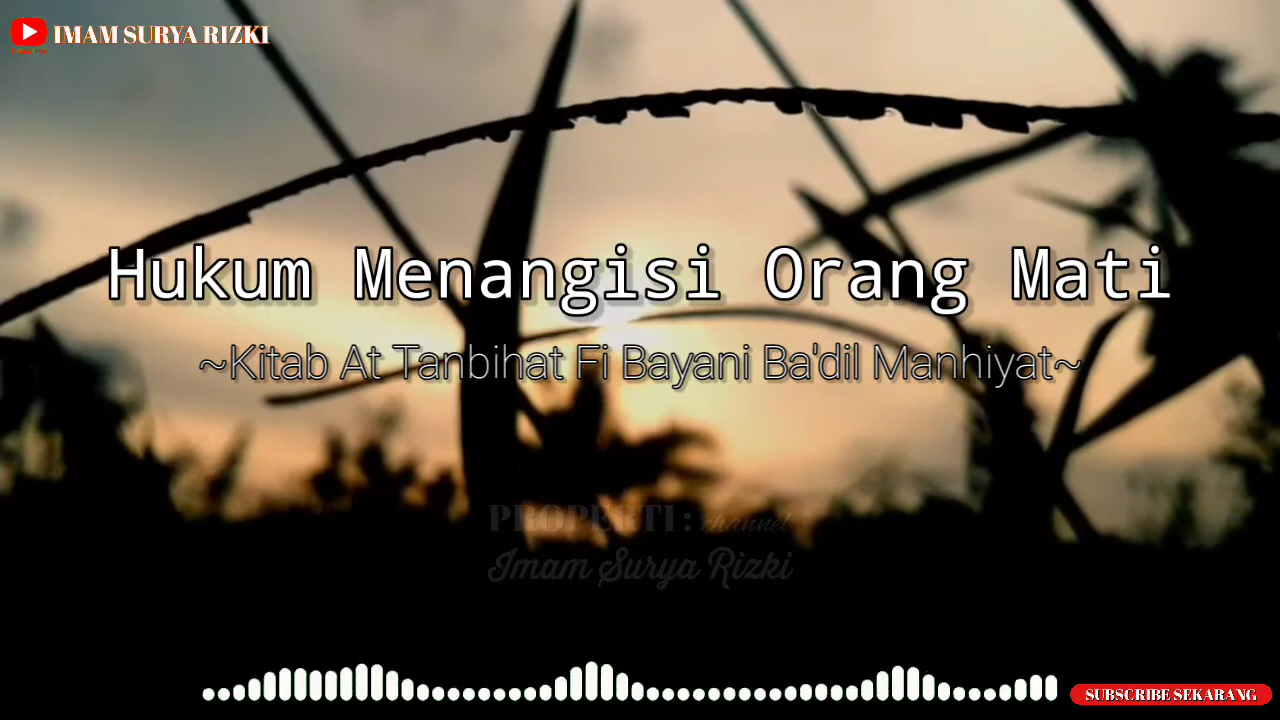 IMAM SURYA RIZKI
Hukum Menangisi Orang Mati
~Kitab At Tanbihat Fi Bayani Ba'dil Manhiyat~
PROPERTI : channel
Imam Surya Rizki
SUBSCRIBE SEKARANG